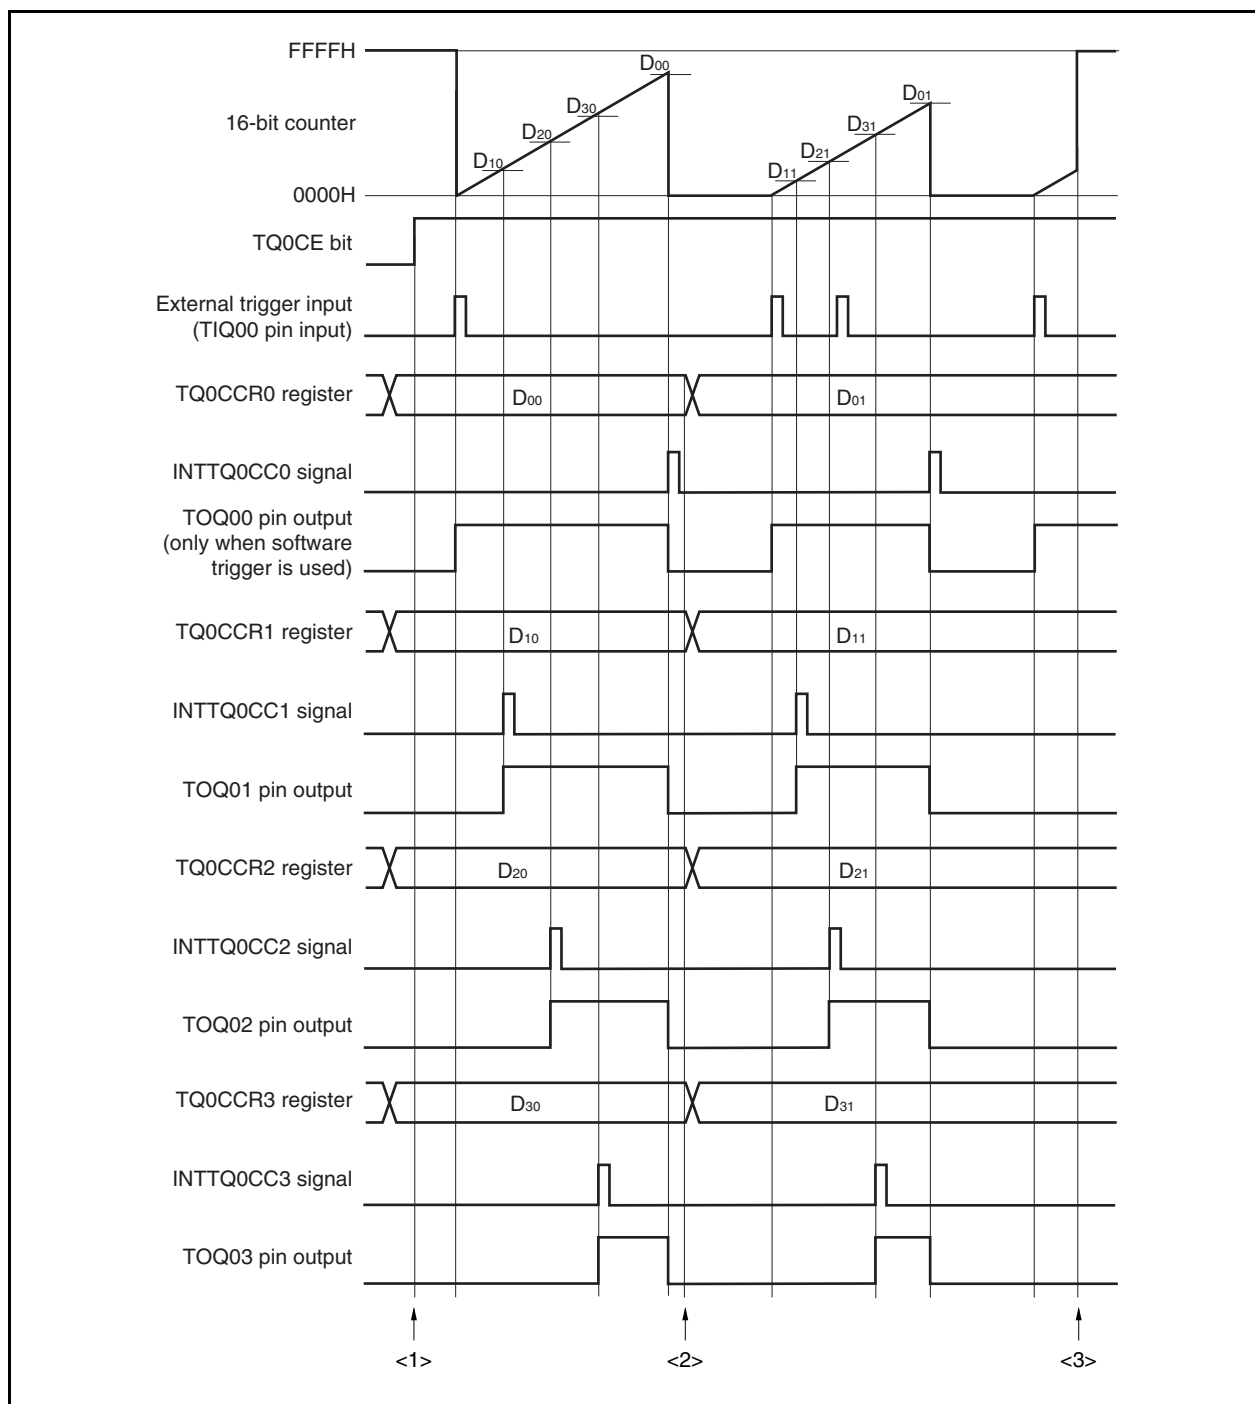 FFFFH
D00
D30
D20
D10
D01
D31
D21
D11
16-bit counter
0000H
TQ0CE bit
External trigger input
(TIQ00 pin input)
TQ0CCR0 register
D00
D01
INTTQ0CC0 signal
TOQ00 pin output
(only when software
trigger is used)
TQ0CCR1 register
D10
D11
INTTQ0CC1 signal
TOQ01 pin output
TQ0CCR2 register
D20
D21
INTTQ0CC2 signal
TOQ02 pin output
TQ0CCR3 register
D30
D31
INTTQ0CC3 signal
TOQ03 pin output
<1>
<2>
<3>